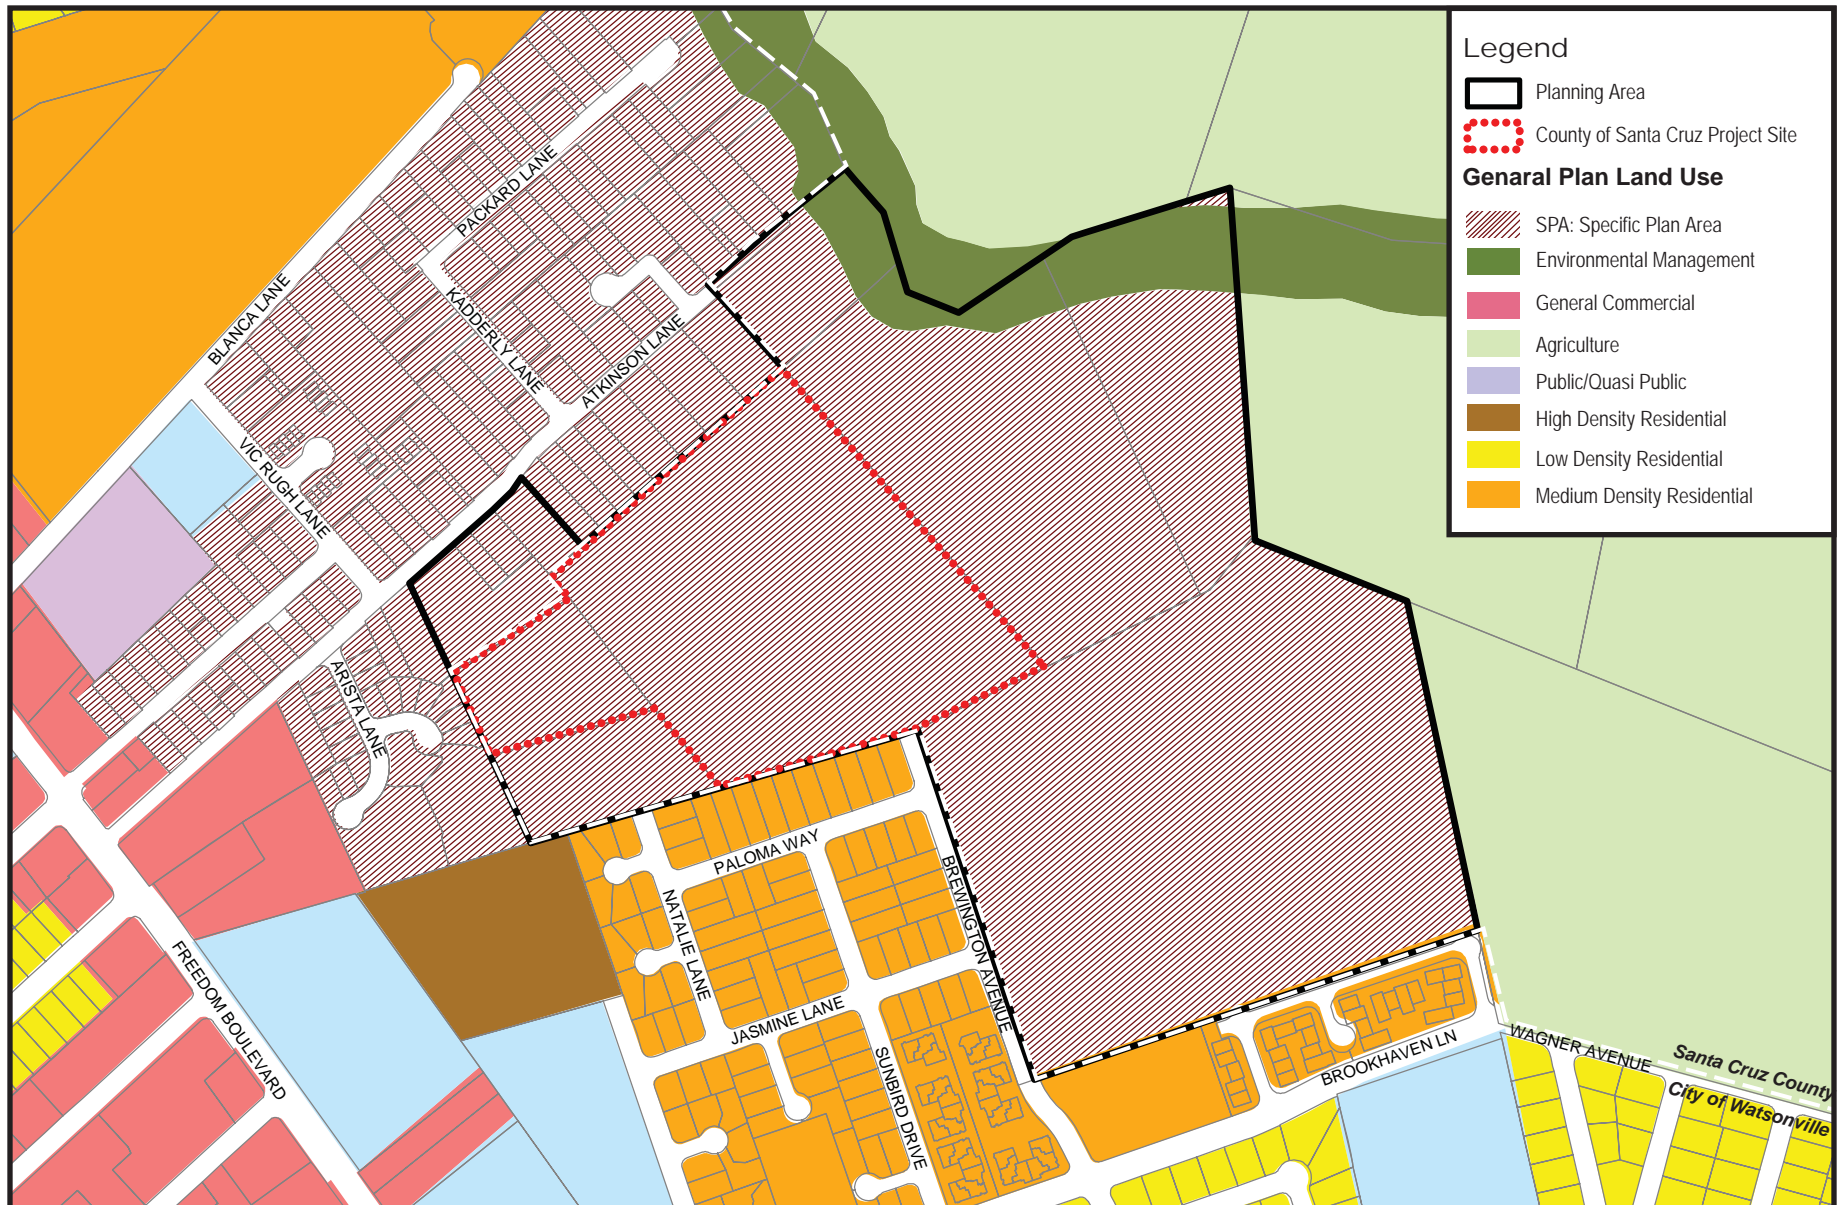 Legend
Planning Area
County of Santa Cruz Project Site
Genaral Plan Land Use
SPA: Specific Plan Area
Environmental Management
General Commercial
Agriculture
Public/Quasi Public
High Density Residential
Low Density Residential
Medium Density Residential
PACKARD LANE
BLANCA LANE
KADDERLY LANE
ATKINSON LANE
VIC RUGH LANE
ARISTA LANE
PALOMA WAY
NATALIE LANE
BREWINGTON AVENUE
JASMINE LANE
FREEDOM BOULEVARD
SUNBIRD DRIVE
BROOKHAVEN LN
WAGNER AVENUE
Santa Cruz County
City of Watsonville